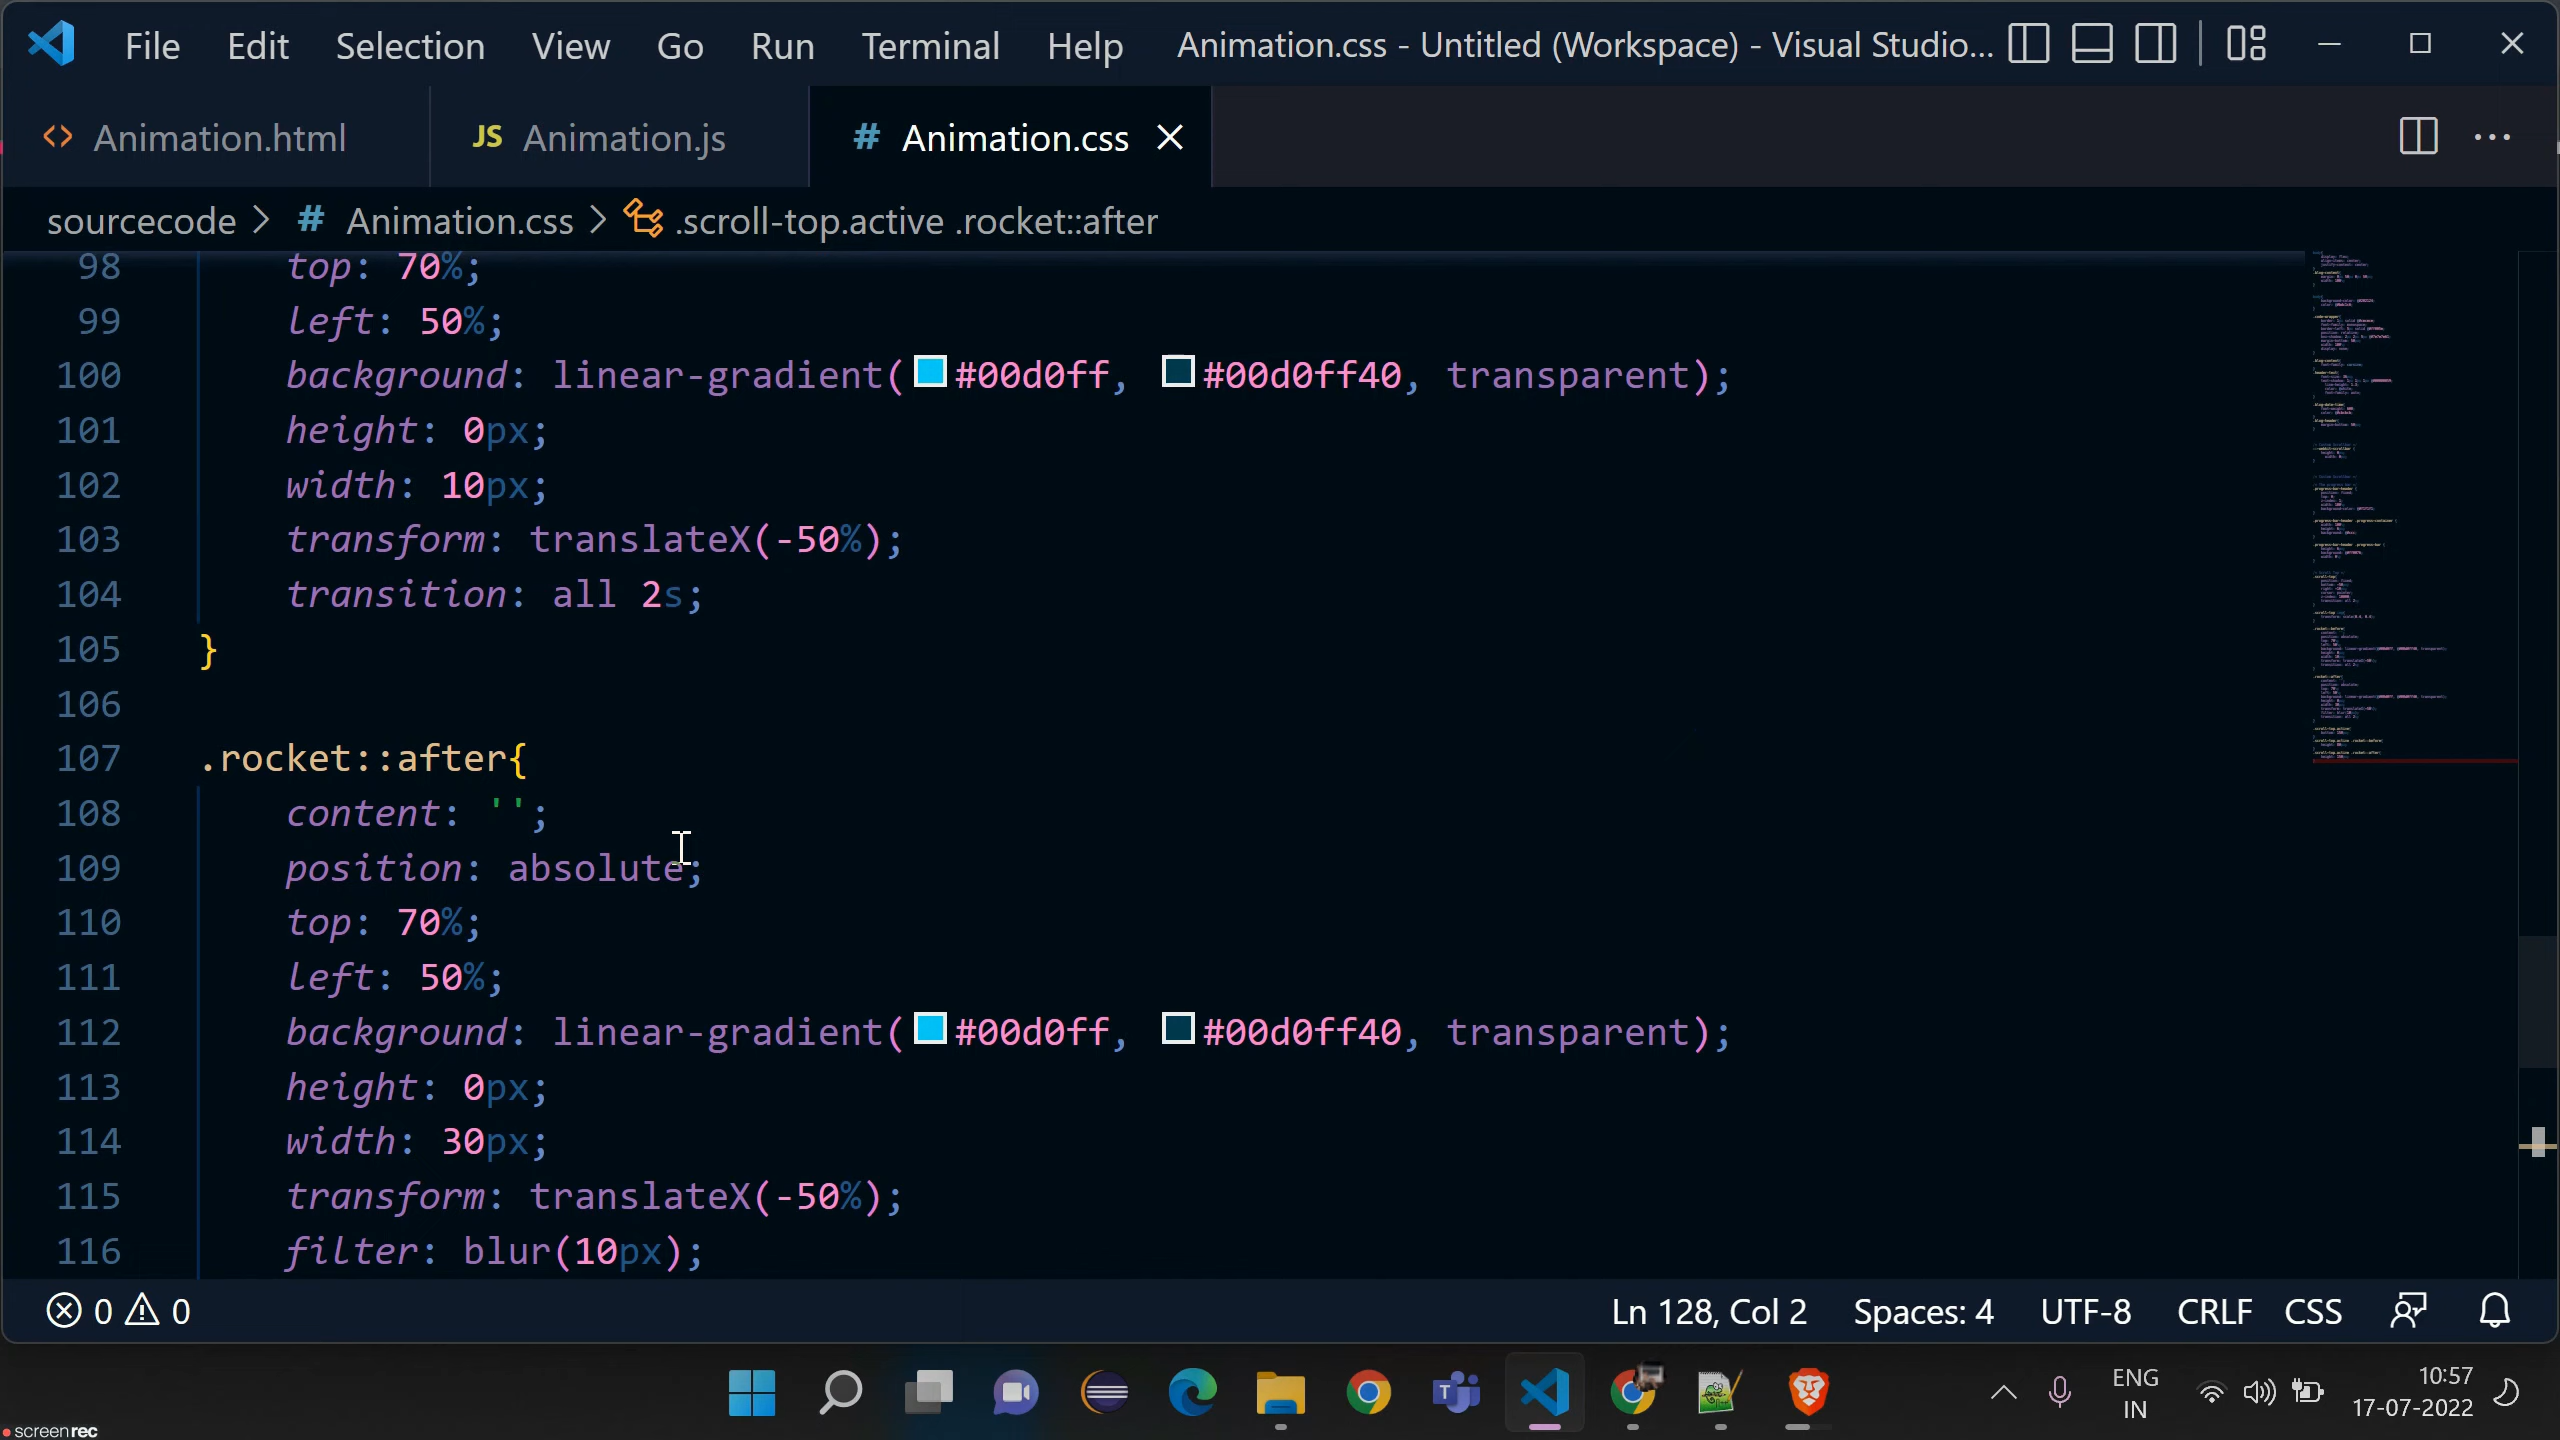 File Edit Selection View Go Run Terminal Help Animation.css - Untitled (Workspace) - Visual Studio...
<> Animation.html JS Animation.js # Animation.css
sourcecode > # Animation.css > .scroll-top.active .rocket::after
98 top: 70%;
99 left: 50%;
100 background: linear-gradient(#00d0ff, #00d0ff40, transparent);
101 height: 0px;
102 width: 10px;
103 transform: translateX(-50%);
104 transition: all 2s;
105 }
106
107 .rocket::after{
108 content: '';
109 position: absolute;
110 top: 70%;
111 left: 50%;
112 background: linear-gradient(#00d0ff, #00d0ff40, transparent);
113 height: 0px;
114 width: 30px;
115 transform: translateX(-50%);
116 filter: blur(10px);
0 0 Ln 128, Col 2 Spaces: 4 UTF-8 CRLF CSS
ENG 10:57
IN 17-07-2022
screenrec